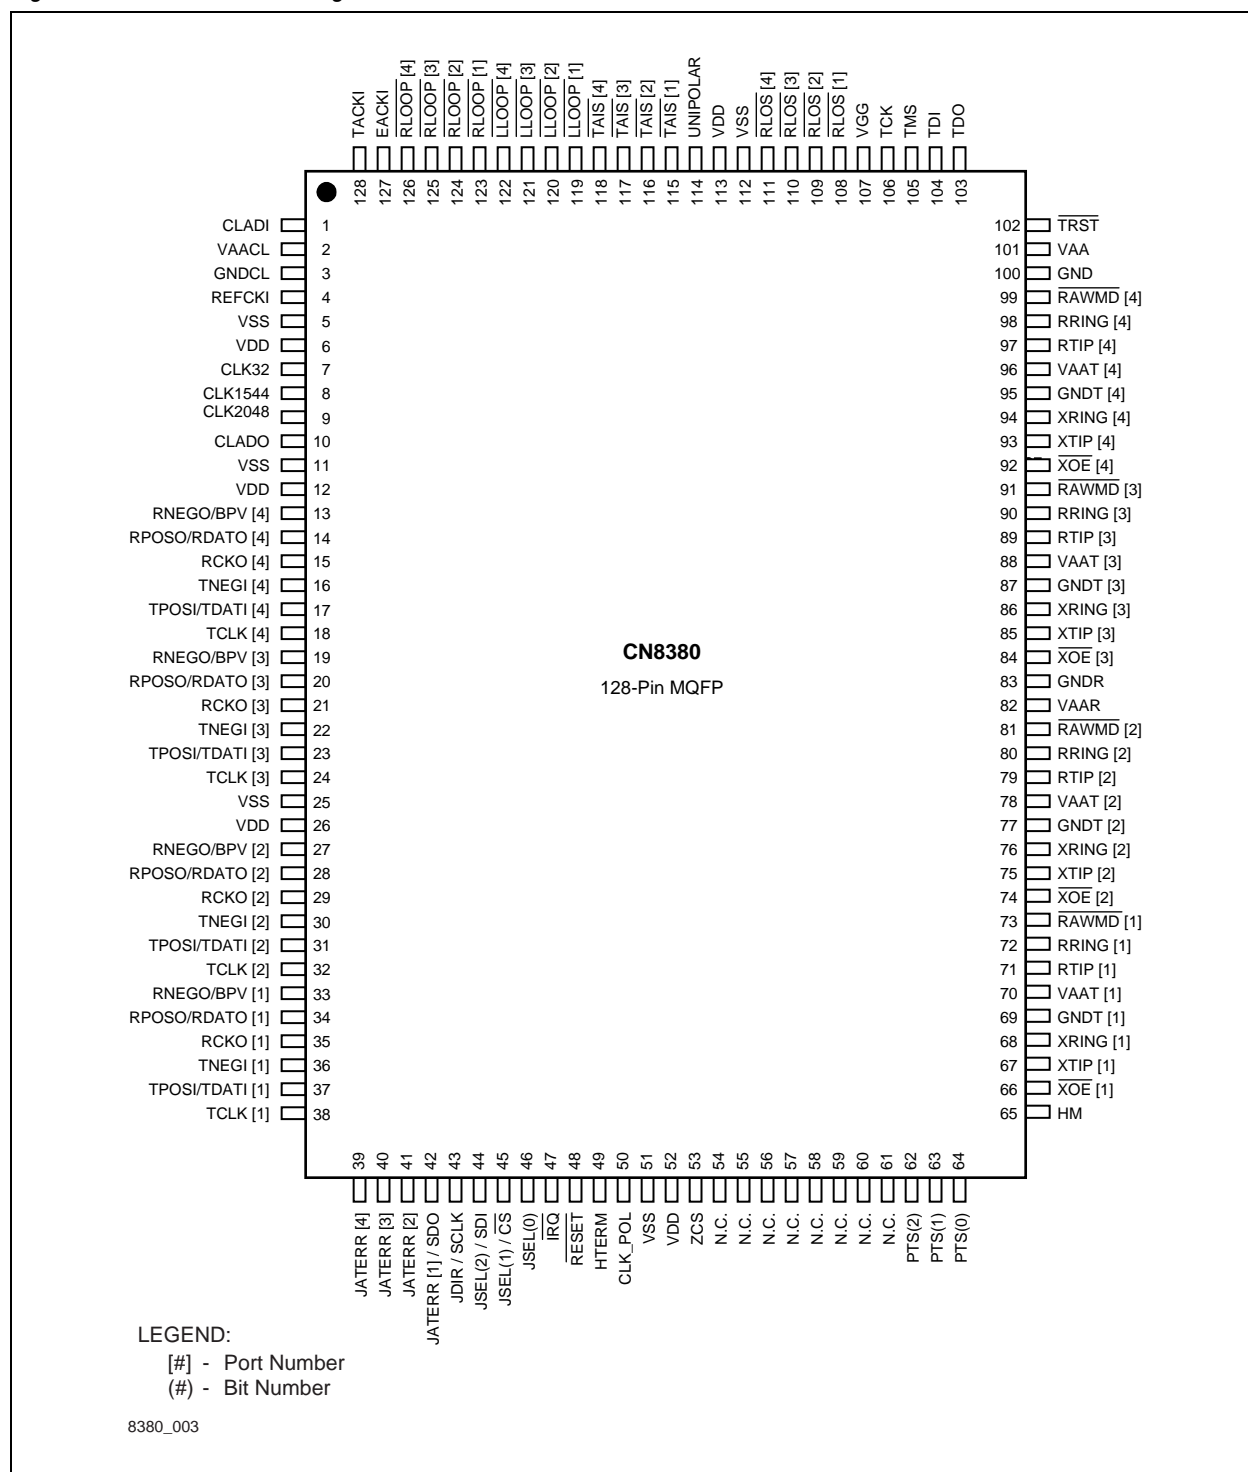 TACKI
EACKI
RLOOP [4]
RLOOP [3]
RLOOP [2]
RLOOP [1]
LLOOP [4]
LLOOP [3]
LLOOP [2]
LLOOP [1]
TAIS [4]
TAIS [3]
TAIS [2]
TAIS [1]
UNIPOLAR
VDD
VSS
RLOS [4]
RLOS [3]
RLOS [2]
RLOS [1]
VGG
TCK
TMS
TDI
TDO
128
127
126
125
124
123
122
121
120
119
118
117
116
115
114
113
112
111
110
109
108
107
106
105
104
103
CLADI 1
VAACL 2
GNDCL 3
REFCKI 4
VSS 5
VDD 6
CLK32 7
CLK1544 8
CLK2048 9
CLADO 10
VSS 11
VDD 12
RNEGO/BPV [4] 13
RPOSO/RDATO [4] 14
RCKO [4] 15
TNEGI [4] 16
TPOSI/TDATI [4] 17
TCLK [4] 18
RNEGO/BPV [3] 19
RPOSO/RDATO [3] 20
RCKO [3] 21
TNEGI [3] 22
TPOSI/TDATI [3] 23
TCLK [3] 24
VSS 25
VDD 26
RNEGO/BPV [2] 27
RPOSO/RDATO [2] 28
RCKO [2] 29
TNEGI [2] 30
TPOSI/TDATI [2] 31
TCLK [2] 32
RNEGO/BPV [1] 33
RPOSO/RDATO [1] 34
RCKO [1] 35
TNEGI [1] 36
TPOSI/TDATI [1] 37
TCLK [1] 38
CN8380
128-Pin MQFP
102 TRST
101 VAA
100 GND
99 RAWMD [4]
98 RRING [4]
97 RTIP [4]
96 VAAT [4]
95 GNDT [4]
94 XRING [4]
93 XTIP [4]
92 XOE [4]
91 RAWMD [3]
90 RRING [3]
89 RTIP [3]
88 VAAT [3]
87 GNDT [3]
86 XRING [3]
85 XTIP [3]
84 XOE [3]
83 GNDR
82 VAAR
81 RAWMD [2]
80 RRING [2]
79 RTIP [2]
78 VAAT [2]
77 GNDT [2]
76 XRING [2]
75 XTIP [2]
74 XOE [2]
73 RAWMD [1]
72 RRING [1]
71 RTIP [1]
70 VAAT [1]
69 GNDT [1]
68 XRING [1]
67 XTIP [1]
66 XOE [1]
65 HM
39
40
41
42
43
44
45
46
47
48
49
50
51
52
53
54
55
56
57
58
59
60
61
62
63
64
JATERR [4]
JATERR [3]
JATERR [2]
JATERR [1] / SDO
JDIR / SCLK
JSEL(2) / SDI
JSEL(1) / CS
JSEL(0)
IRQ
RESET
HTERM
CLK_POL
VSS
VDD
ZCS
N.C.
N.C.
N.C.
N.C.
N.C.
N.C.
N.C.
N.C.
PTS(2)
PTS(1)
PTS(0)
LEGEND:
[#] - Port Number
(#) - Bit Number
8380_003